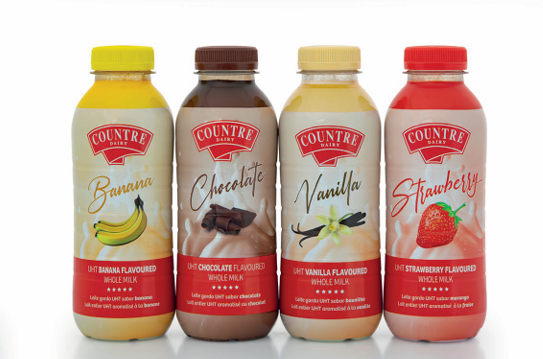 COUNTRE
DAIRY
Banana
UHT BANANA FLAVOURED
WHOLE MILK
Leite gordo UHT sabor banana
Lait entier UHT aromatisé à la banane
COUNTRE
DAIRY
Chocolate
UHT CHOCOLATE FLAVOURED
WHOLE MILK
Leite gordo UHT sabor chocolate
Lait entier UHT aromatisé au chocolat
COUNTRE
DAIRY
Vanilla
UHT VANILLA FLAVOURED
WHOLE MILK
Leite gordo UHT sabor baunilha
Lait entier UHT aromatisé à la vanille
COUNTRE
DAIRY
Strawberry
UHT STRAWBERRY FLAVOURED
WHOLE MILK
Leite gordo UHT sabor morango
Lait entier UHT aromatisé à la fraise